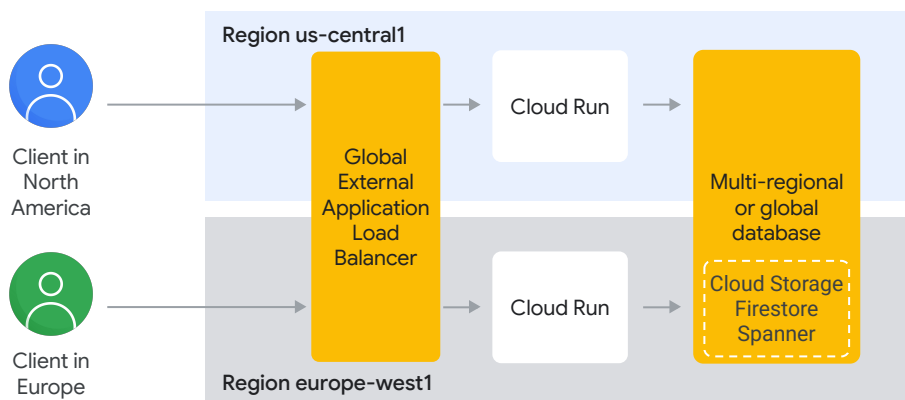 Region us-central1
Client in
North
America
Global
External
Application
Load
Balancer
Cloud Run
Multi-regional
or global
database
Cloud Storage
Firestore
Spanner
Client in
Europe
Cloud Run
Region europe-west1